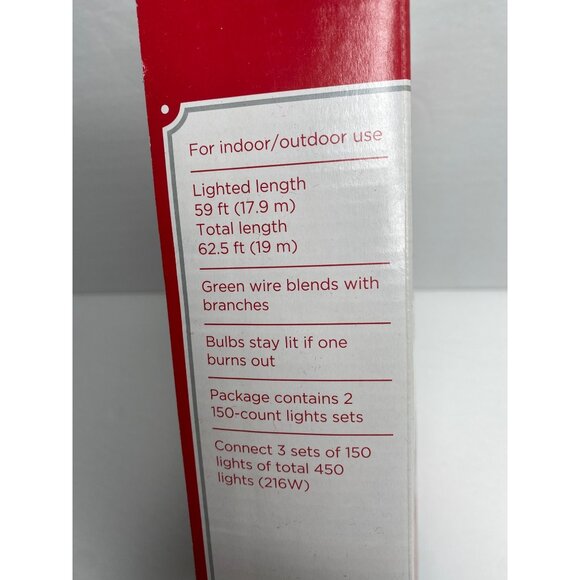 For indoor/outdoor use
Lighted length
59 ft (17.9 m)
Total length
62.5 ft (19 m)
Green wire blends with
branches
Bulbs stay lit if one
burns out
Package contains 2
150-count lights sets
Connect 3 sets of 150
lights of total 450
lights (216W)